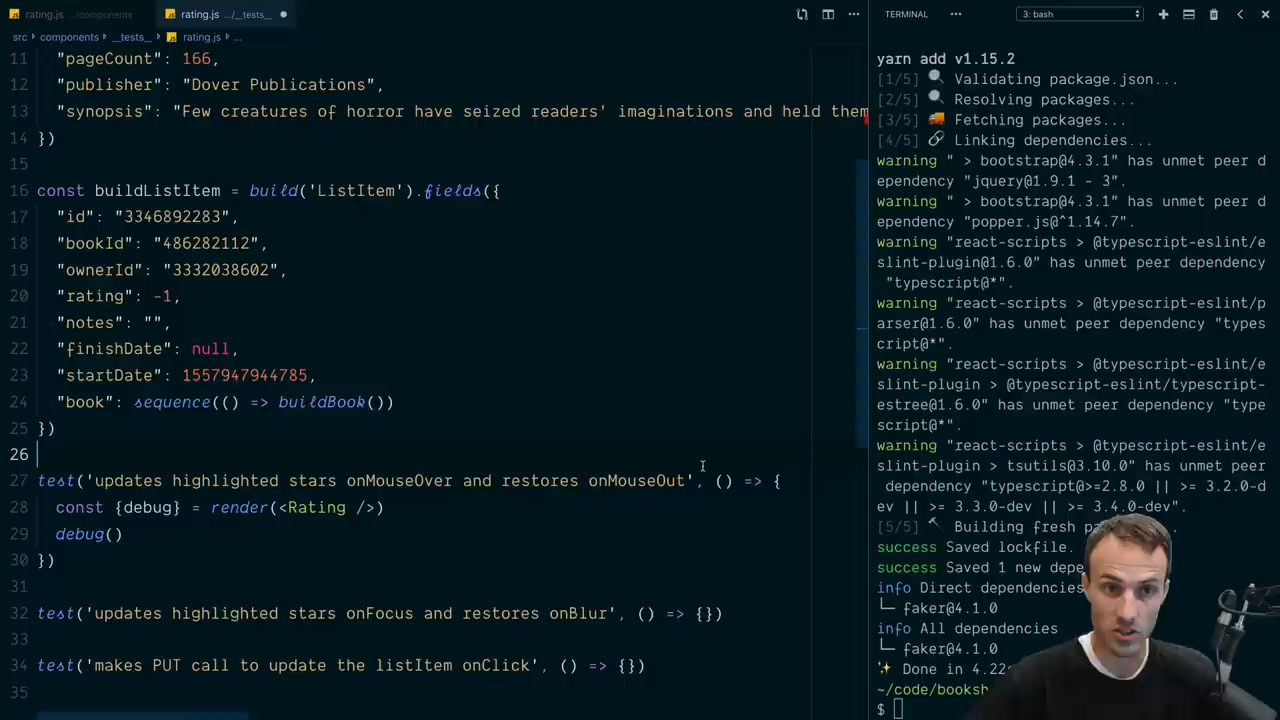 rating.js .../components
rating.js .../__tests__
src components __tests__ rating.js ...
11 "pageCount": 166,
12 "publisher": "Dover Publications",
13 "synopsis": "Few creatures of horror have seized readers' imaginations and held them
14 })
15
16 const buildListItem = build('ListItem').fields({
17 "id": "3346892283",
18 "bookId": "486282112",
19 "ownerId": "3332038602",
20 "rating": -1,
21 "notes": "",
22 "finishDate": null,
23 "startDate": 1557947944785,
24 "book": sequence(() => buildBook())
25 })
26
27 test('updates highlighted stars onMouseOver and restores onMouseOut', () => {
28 const {debug} = render(<Rating />)
29 debug()
30 })
31
32 test('updates highlighted stars onFocus and restores onBlur', () => {})
33
34 test('makes PUT call to update the listItem onClick', () => {})
35
TERMINAL ... 3: bash
yarn add v1.15.2
[1/5] 🔍 Validating package.json...
[2/5] 🔍 Resolving packages...
[3/5] 🚚 Fetching packages...
[4/5] 🔗 Linking dependencies...
warning " > bootstrap@4.3.1" has unmet peer d
ependency "jquery@1.9.1 - 3".
warning " > bootstrap@4.3.1" has unmet peer d
ependency "popper.js@^1.14.7".
warning "react-scripts > @typescript-eslint/e
slint-plugin@1.6.0" has unmet peer dependency
"typescript@*".
warning "react-scripts > @typescript-eslint/p
arser@1.6.0" has unmet peer dependency "types
cript@*".
warning "react-scripts > @typescript-eslint/e
slint-plugin > @typescript-eslint/typescript-
estree@1.6.0" has unmet peer dependency "type
script@*".
warning "react-scripts > @typescript-eslint/e
slint-plugin > tsutils@3.10.0" has unmet peer
dependency "typescript@>=2.8.0 || >= 3.2.0-d
ev || >= 3.3.0-dev || >= 3.4.0-dev".
[5/5] 🔨 Building fresh pa
success Saved lockfile.
success Saved 1 new depe
info Direct dependencies
└─ faker@4.1.0
info All dependencies
└─ faker@4.1.0
✨ Done in 4.22s
~/code/booksh
$